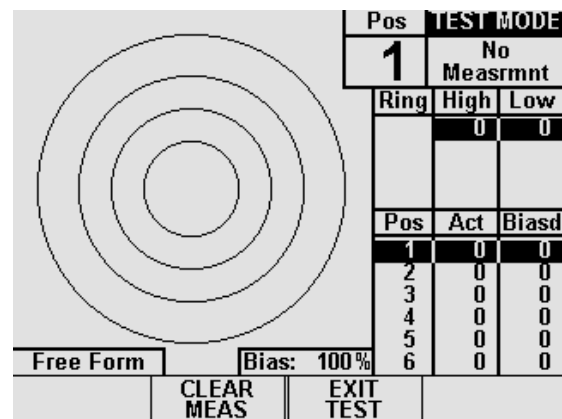 Pos TEST MODE
1 No
Measrmnt
Ring High Low
0 0
Pos Act Biasd
1 0 0
2 0 0
3 0 0
4 0 0
5 0 0
6 0 0
Free Form Bias: 100%
CLEAR
MEAS
EXIT
TEST